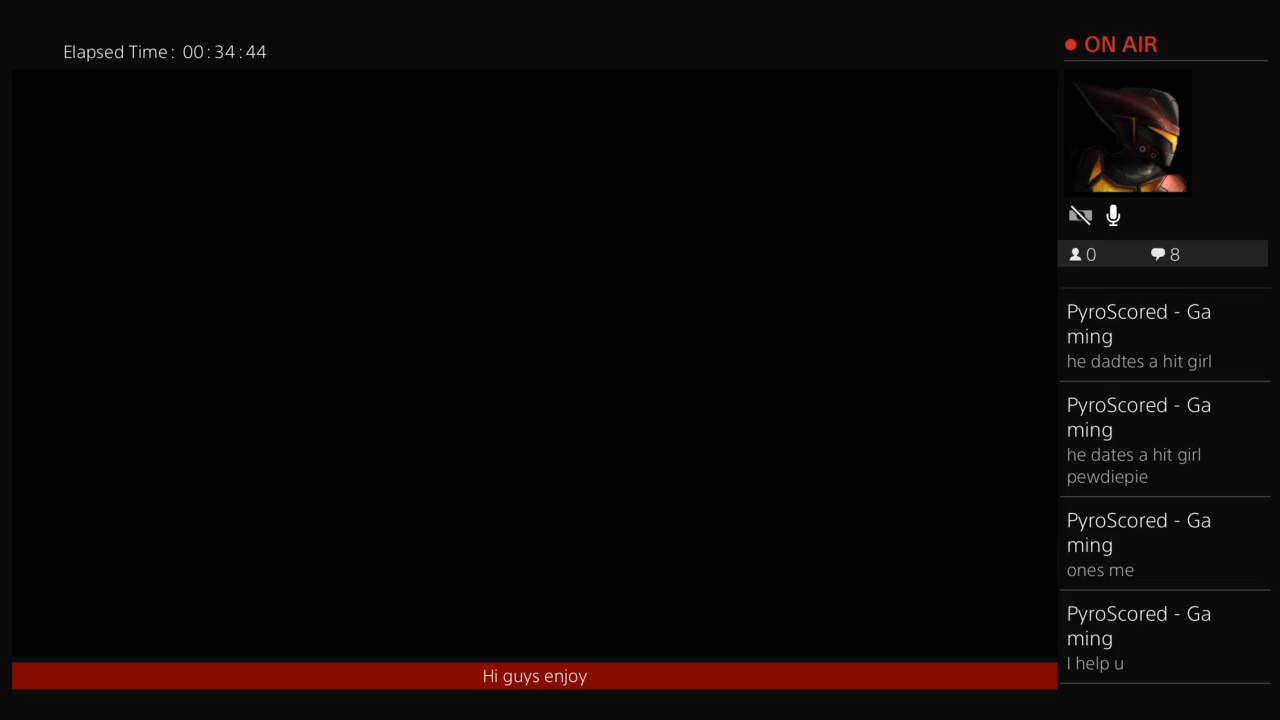 Elapsed Time: 00:34:44
ON AIR
0
8
PyroScored - Ga
ming
he dadtes a hit girl
PyroScored - Ga
ming
he dates a hit girl
pewdiepie
PyroScored - Ga
ming
ones me
PyroScored - Ga
ming
I help u
Hi guys enjoy